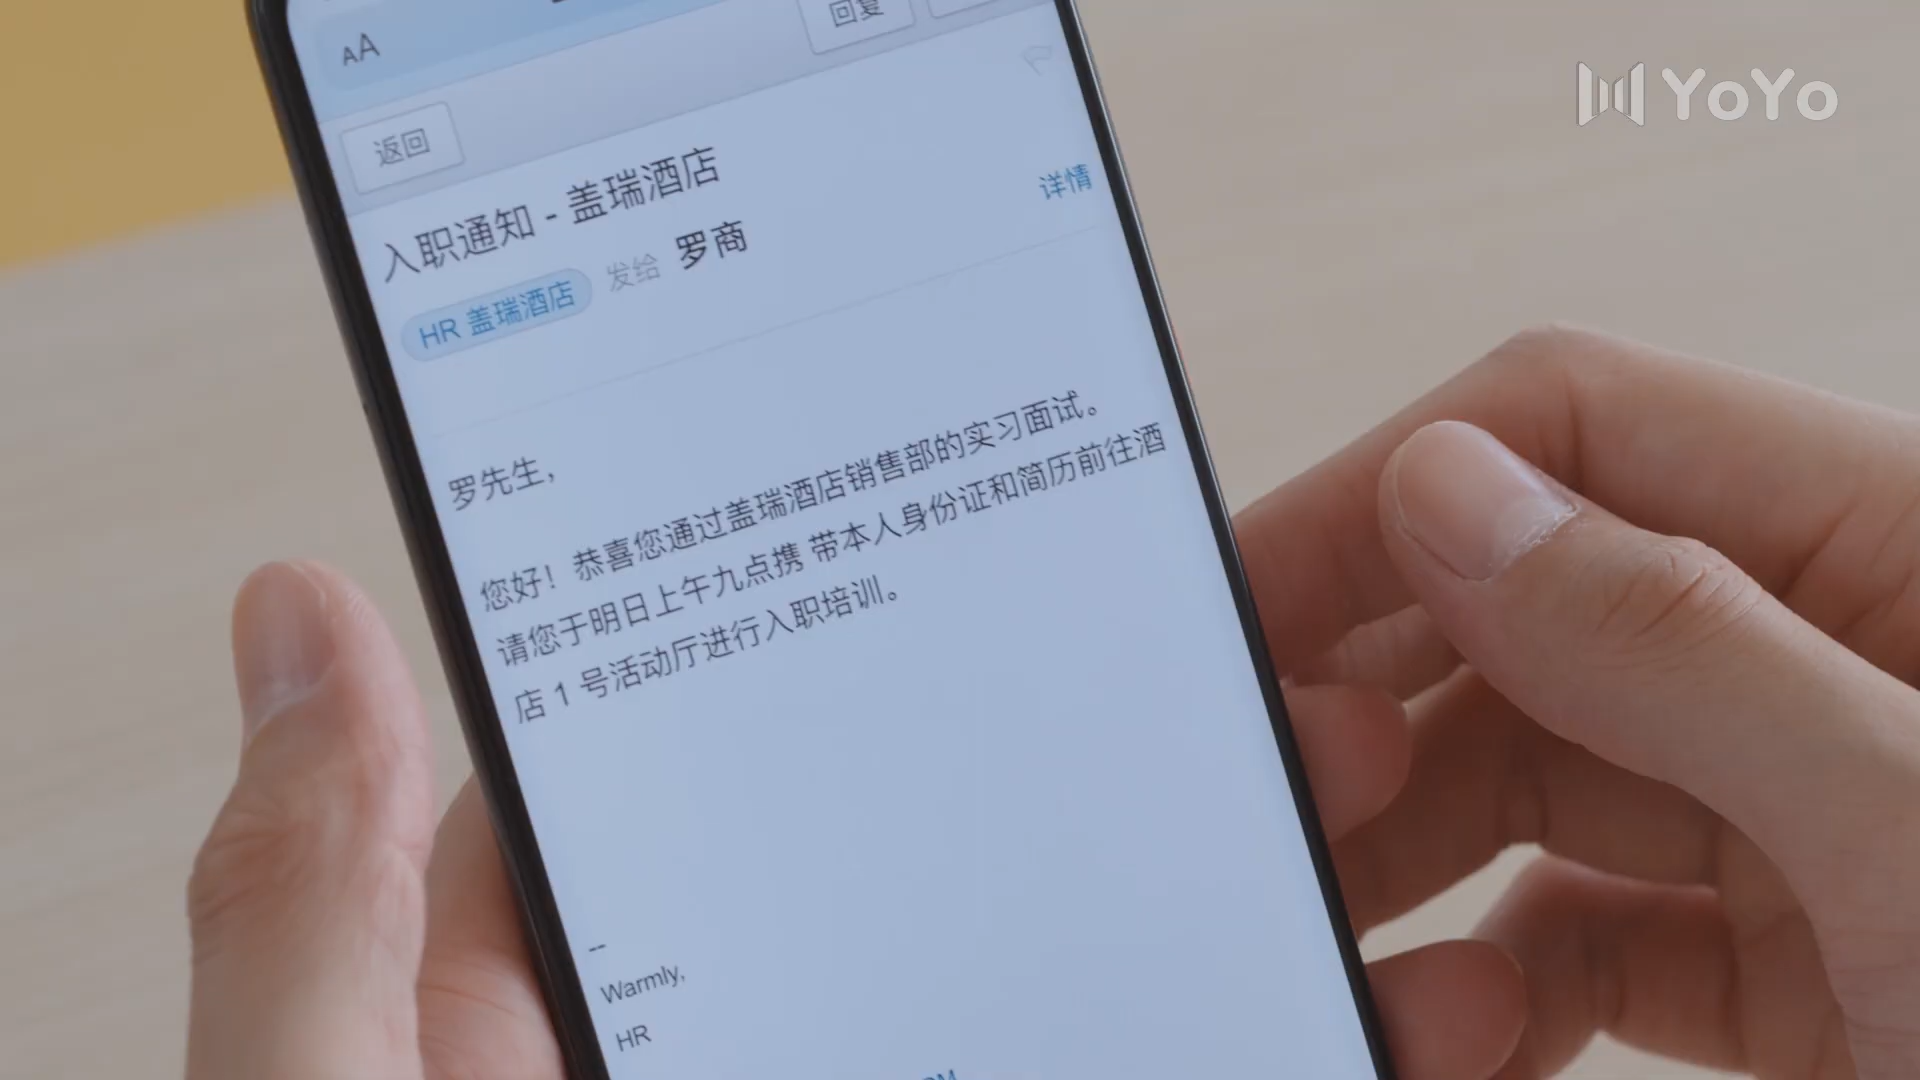 AA
回复
返回
入职通知 - 盖瑞酒店
详情
HR 盖瑞酒店 发给 罗商
罗先生，
您好！恭喜您通过盖瑞酒店销售部的实习面试。
请您于明日上午九点携 带本人身份证和简历前往酒
店 1 号活动厅进行入职培训。
--
Warmly,
HR
YoYo